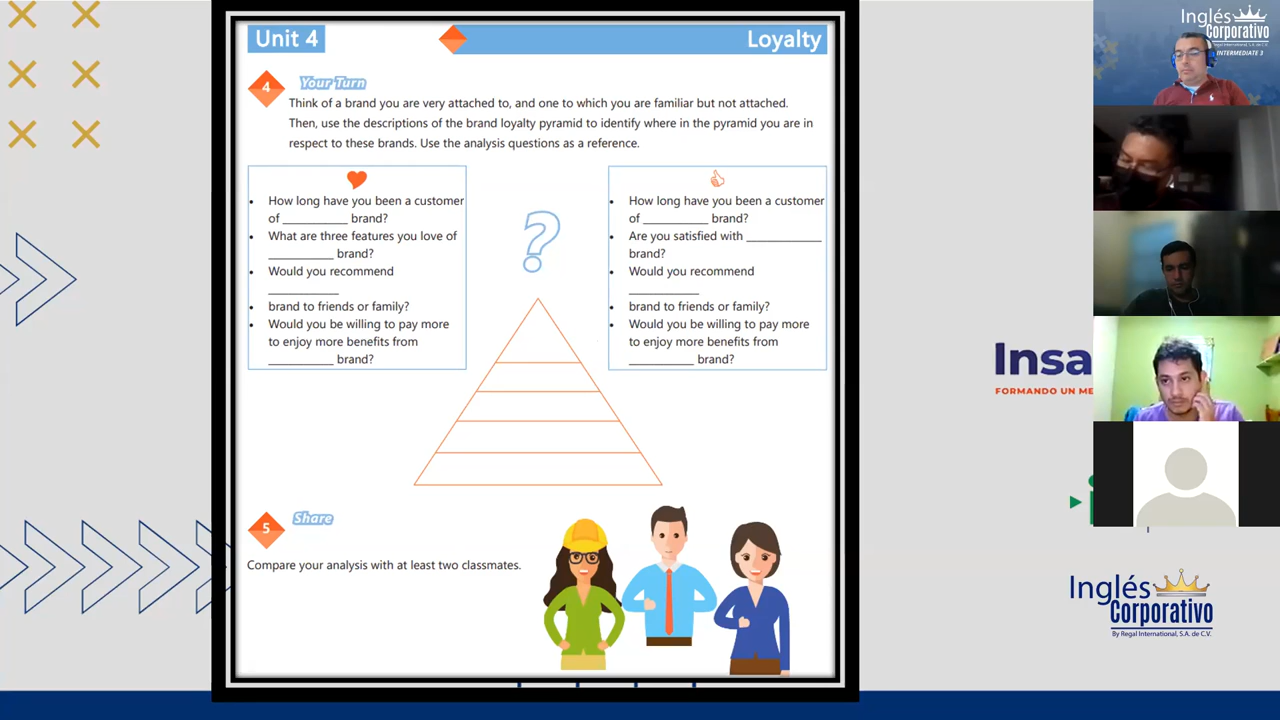 Unit 4
Loyalty
4
Your Turn
Think of a brand you are very attached to, and one to which you are familiar but not attached.
Then, use the descriptions of the brand loyalty pyramid to identify where in the pyramid you are in
respect to these brands. Use the analysis questions as a reference.
• How long have you been a customer
of __________ brand?
• What are three features you love of
__________ brand?
• Would you recommend
___________
• brand to friends or family?
• Would you be willing to pay more
to enjoy more benefits from
__________ brand?
?
• How long have you been a customer
of __________ brand?
• Are you satisfied with ____________
brand?
• Would you recommend
___________
• brand to friends or family?
• Would you be willing to pay more
to enjoy more benefits from
__________ brand?
5
Share
Compare your analysis with at least two classmates.
Inglés
Corporativo
INTERMEDIATE 3
Insa
FORMANDO UN ME
Inglés
Corporativo
By Regal International, S.A. de C.V.